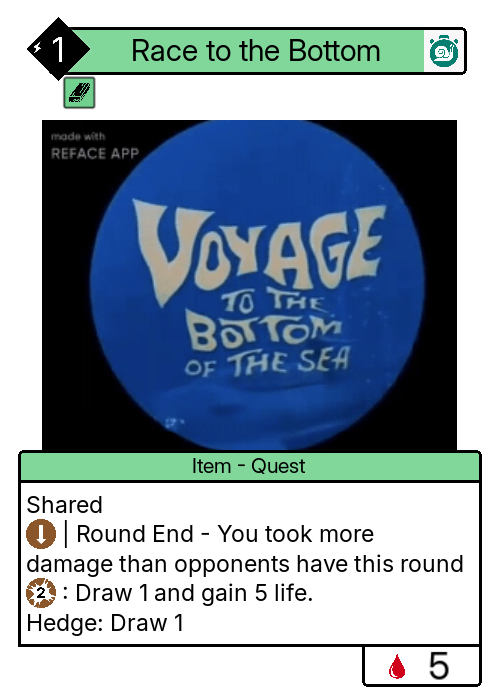 1
Race to the Bottom
made with
REFACE APP
VOYAGE
TO THE
BOTTOM
OF THE SEA
Item - Quest
Shared
| Round End - You took more
damage than opponents have this round
2 : Draw 1 and gain 5 life.
Hedge: Draw 1
5